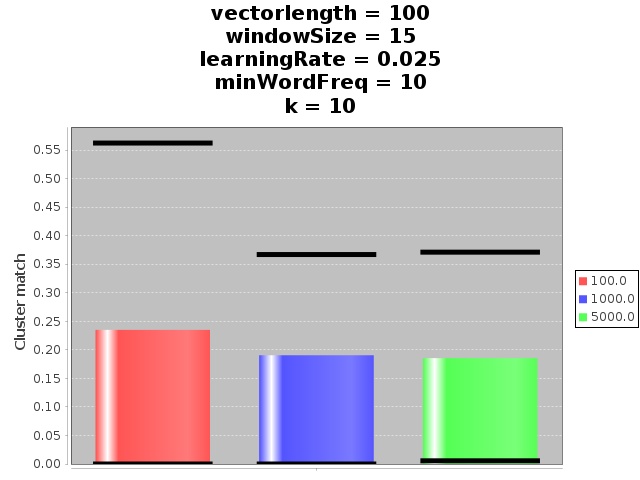 vectorlength = 100
windowSize = 15
learningRate = 0.025
minWordFreq = 10
k = 10
Cluster match
0.55
0.50
0.45
0.40
0.35
0.30
0.25
0.20
0.15
0.10
0.05
0.00
100.0
1000.0
5000.0